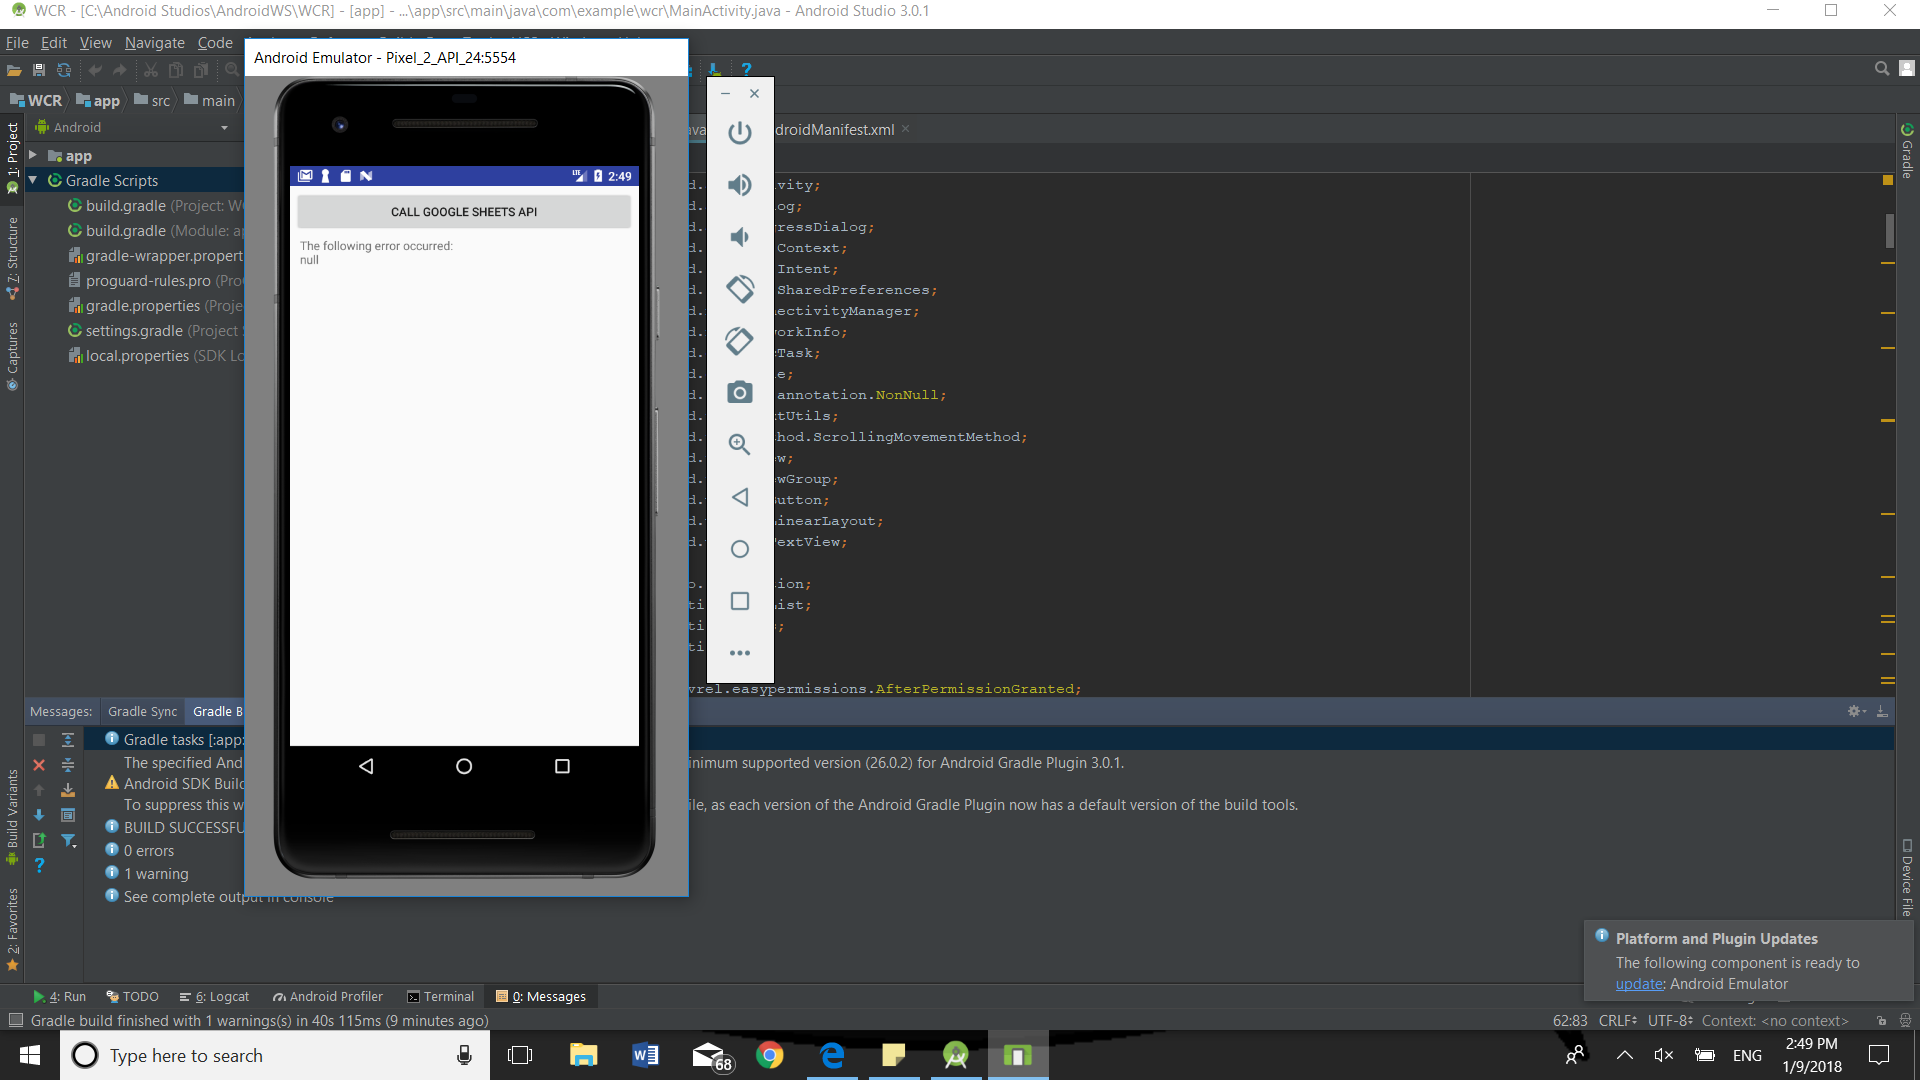 WCR - [C:\Android Studios\AndroidWS\WCR] - [app] - ...\app\src\main\java\com\example\wcr\MainActivity.java - Android Studio 3.0.1
File Edit View Navigate Code
Android Emulator - Pixel_2_API_24:5554
WCR app src main
Android
droidManifest.xml
1: Project
7: Structure
Captures
Build Variants
2: Favorites
Gradle
Device File
app
Gradle Scripts
build.gradle (Project: W
build.gradle (Module: a
gradle-wrapper.propert
proguard-rules.pro (Pro
gradle.properties (Proje
settings.gradle (Project
local.properties (SDK Lo
LTE 2:49
CALL GOOGLE SHEETS API
The following error occurred:
null
d. vity;
d. og;
d. ressDialog;
d. Context;
d. Intent;
d. SharedPreferences;
d. nectivityManager;
d. orkInfo;
d. cTask;
d. e;
d. annotation.NonNull;
d. tUtils;
d. hod.ScrollingMovementMethod;
d. w;
d. wGroup;
d. utton;
d. inearLayout;
d. extView;
o. ion;
ti ist;
ti ;
ti
vrel.easypermissions.AfterPermissionGranted;
Messages: Gradle Sync Gradle B
Gradle tasks [:app:
The specified And nimum supported version (26.0.2) for Android Gradle Plugin 3.0.1.
Android SDK Build
To suppress this w ile, as each version of the Android Gradle Plugin now has a default version of the build tools.
BUILD SUCCESSFU
0 errors
1 warning
See complete output in console
Platform and Plugin Updates
The following component is ready to
update: Android Emulator
4: Run TODO 6: Logcat Android Profiler Terminal 0: Messages
Gradle build finished with 1 warnings(s) in 40s 115ms (9 minutes ago)
62:83 CRLF UTF-8 Context: <no context>
Type here to search
68
ENG
2:49 PM
1/9/2018